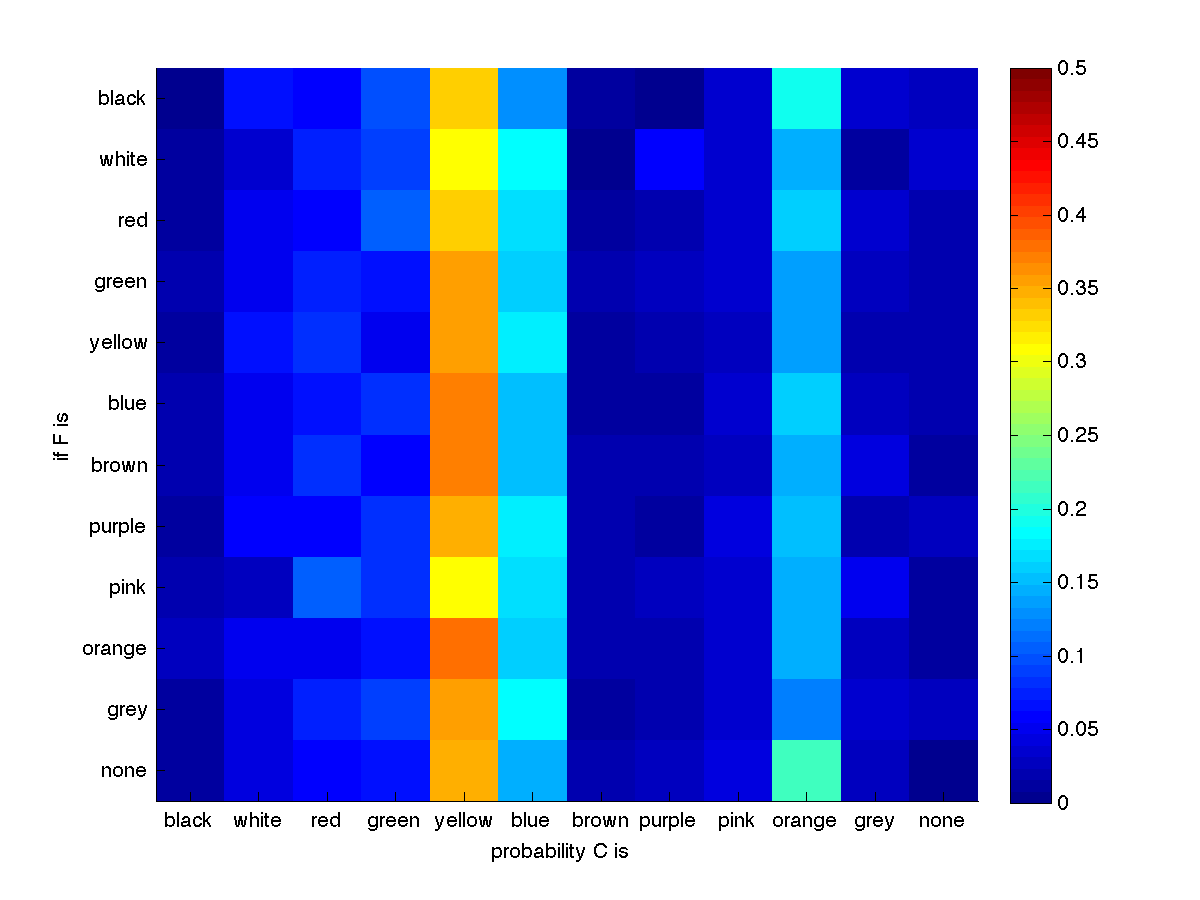 black
white
red
green
yellow
blue
brown
purple
pink
orange
grey
none
if F is
black white red green yellow blue brown purple pink orange grey none
probability C is
0.5
0.45
0.4
0.35
0.3
0.25
0.2
0.15
0.1
0.05
0